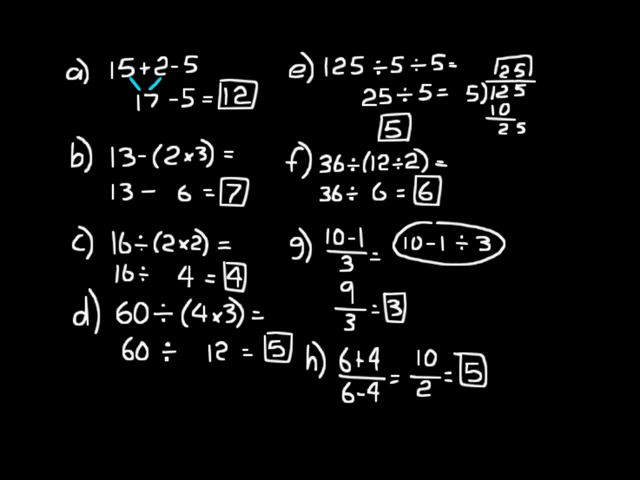 a) 15+2-5
17-5=12
b) 13-(2×3)=
13- 6=7
c) 16÷(2×2)=
16÷ 4=4
d) 60÷(4×3)=
60 ÷ 12=5
e) 125÷5÷5=
25÷5=
5
125
5)125
10
25
f) 36÷(12÷2)=
36÷ 6=6
g) 10-1
3 =
10-1÷3
9
3 =3
h) 6+4
6-4 = 10
2 =5